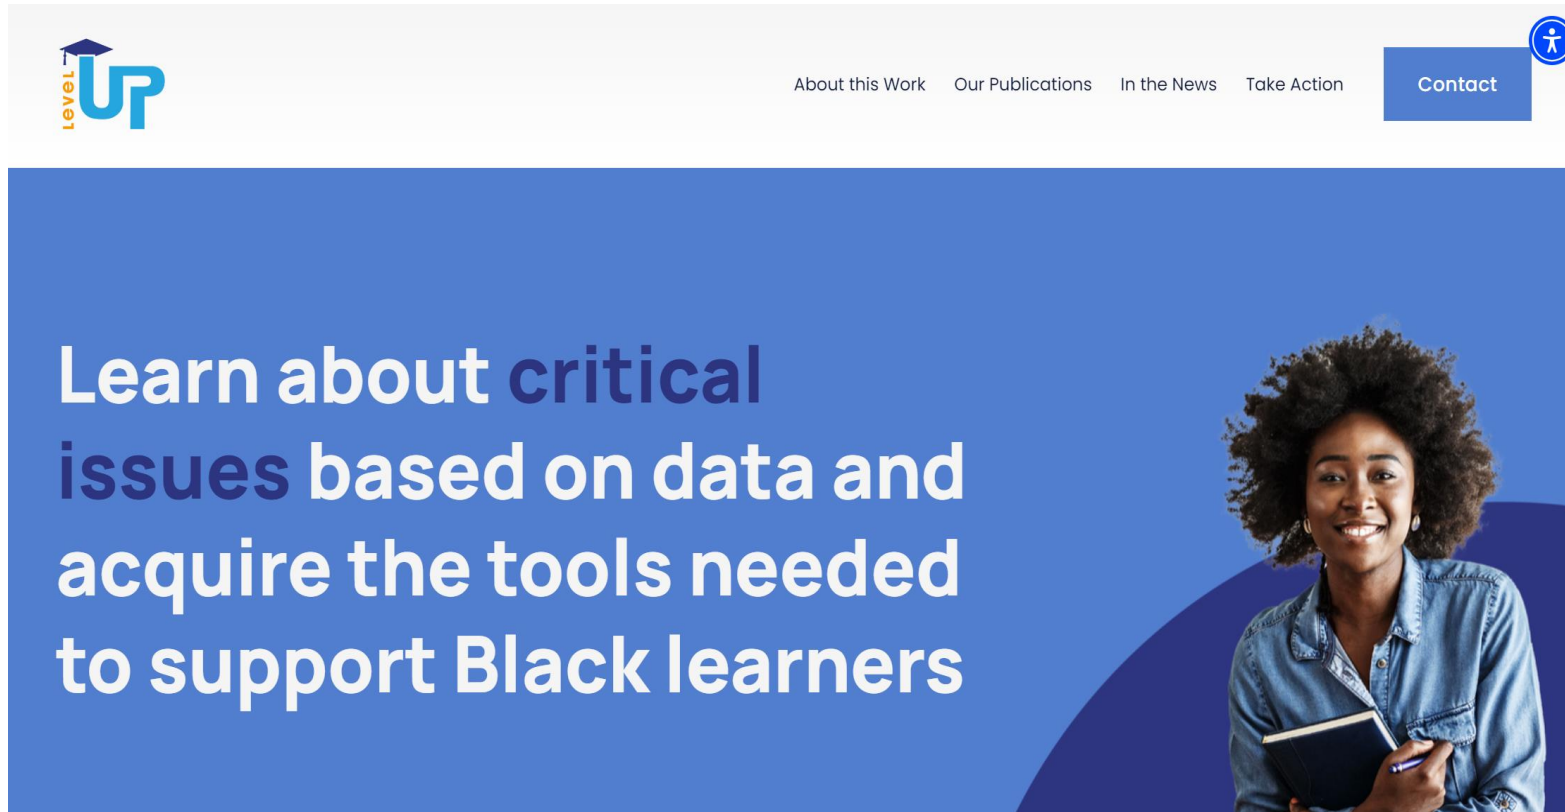 Level
UP
About this Work Our Publications In the News Take Action Contact
Learn about critical
issues based on data and
acquire the tools needed
to support Black learners